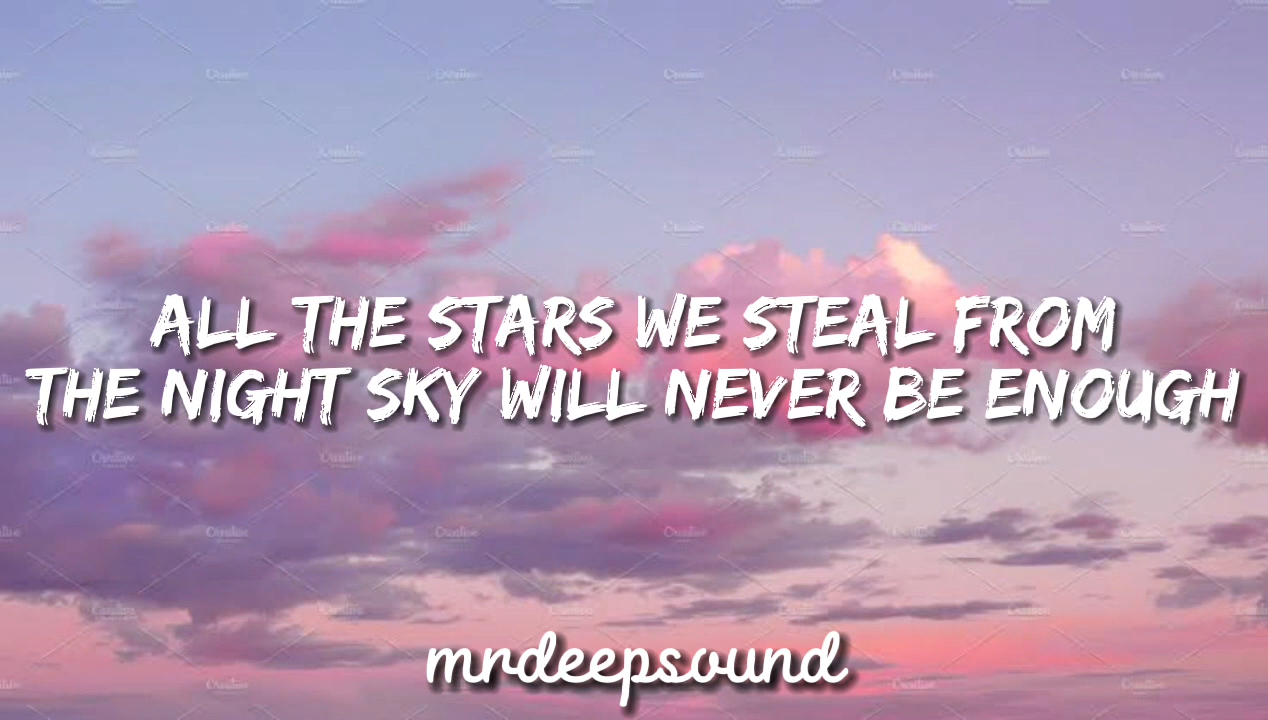 ALL THE STARS WE STEAL FROM
THE NIGHT SKY WILL NEVER BE ENOUGH
mrdeepsound